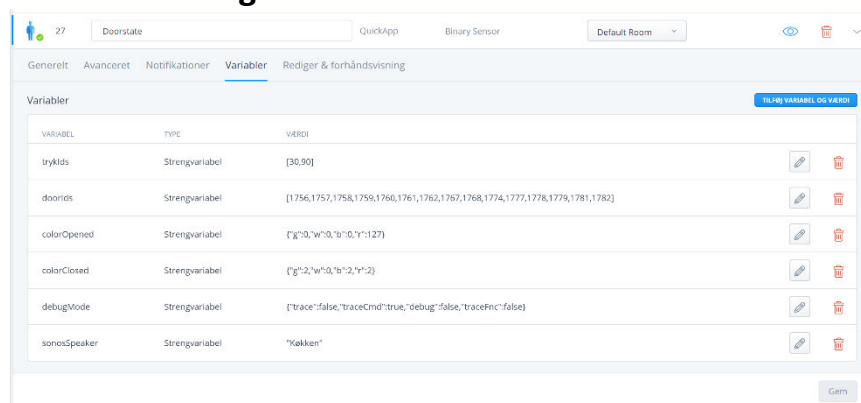 27 Doorstate QuickApp Binary Sensor Default Room
Generelt Avanceret Notifikationer Variabler Rediger & forhåndsvisning
Variabler TILFØJ VARIABEL OG VÆRDI
VARIABEL TYPE VÆRDI
trykIds Strengvariabel [30,90]
doorIds Strengvariabel [1756,1757,1758,1759,1760,1761,1762,1767,1768,1774,1777,1778,1779,1781,1782]
colorOpened Strengvariabel {"g":0,"w":0,"b":0,"r":127}
colorClosed Strengvariabel {"g":2,"w":0,"b":2,"r":2}
debugMode Strengvariabel {"trace":false,"traceCmd":true,"debug":false,"traceFnc":false}
sonosSpeaker Strengvariabel "Køkken"
Gem